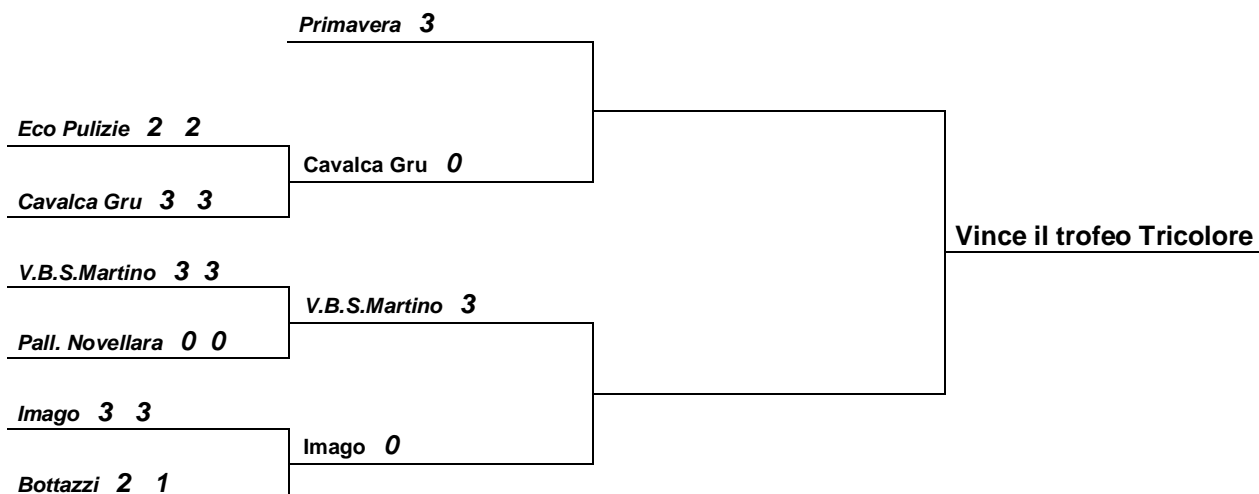 Primavera 3
Eco Pulizie 2 2
Cavalca Gru 0
Cavalca Gru 3 3
Vince il trofeo Tricolore
V.B.S.Martino 3 3
V.B.S.Martino 3
Pall. Novellara 0 0
Imago 3 3
Imago 0
Bottazzi 2 1